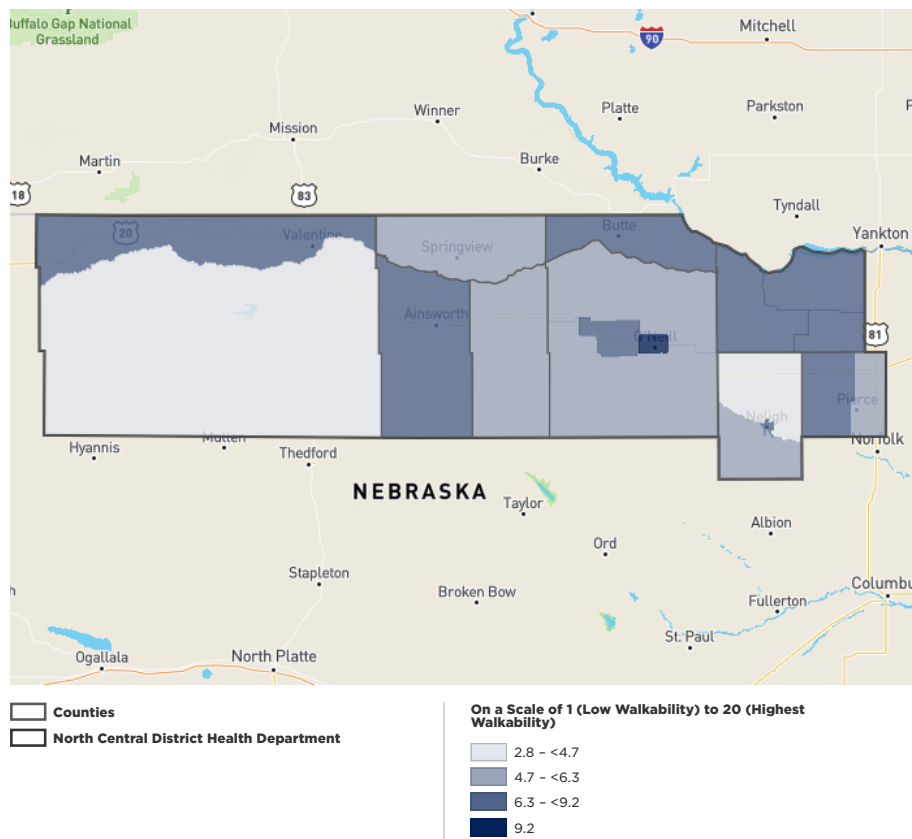 Buffalo Gap National
Grassland
90
Mitchell
Winner
Platte
Parkston
Mission
Burke
Martin
18
83
Tyndall
20
Valentine
Springview
Butte
Yankton
Ainsworth
O'Neill
81
Neligh
Pierce
Hyannis
Mullen
Thedford
Norfolk
NEBRASKA
Taylor
Albion
Ord
Stapleton
Broken Bow
Fullerton
Columbu
St. Paul
Ogallala
North Platte
Counties
North Central District Health Department
On a Scale of 1 (Low Walkability) to 20 (Highest
Walkability)
2.8 – <4.7
4.7 – <6.3
6.3 – <9.2
9.2